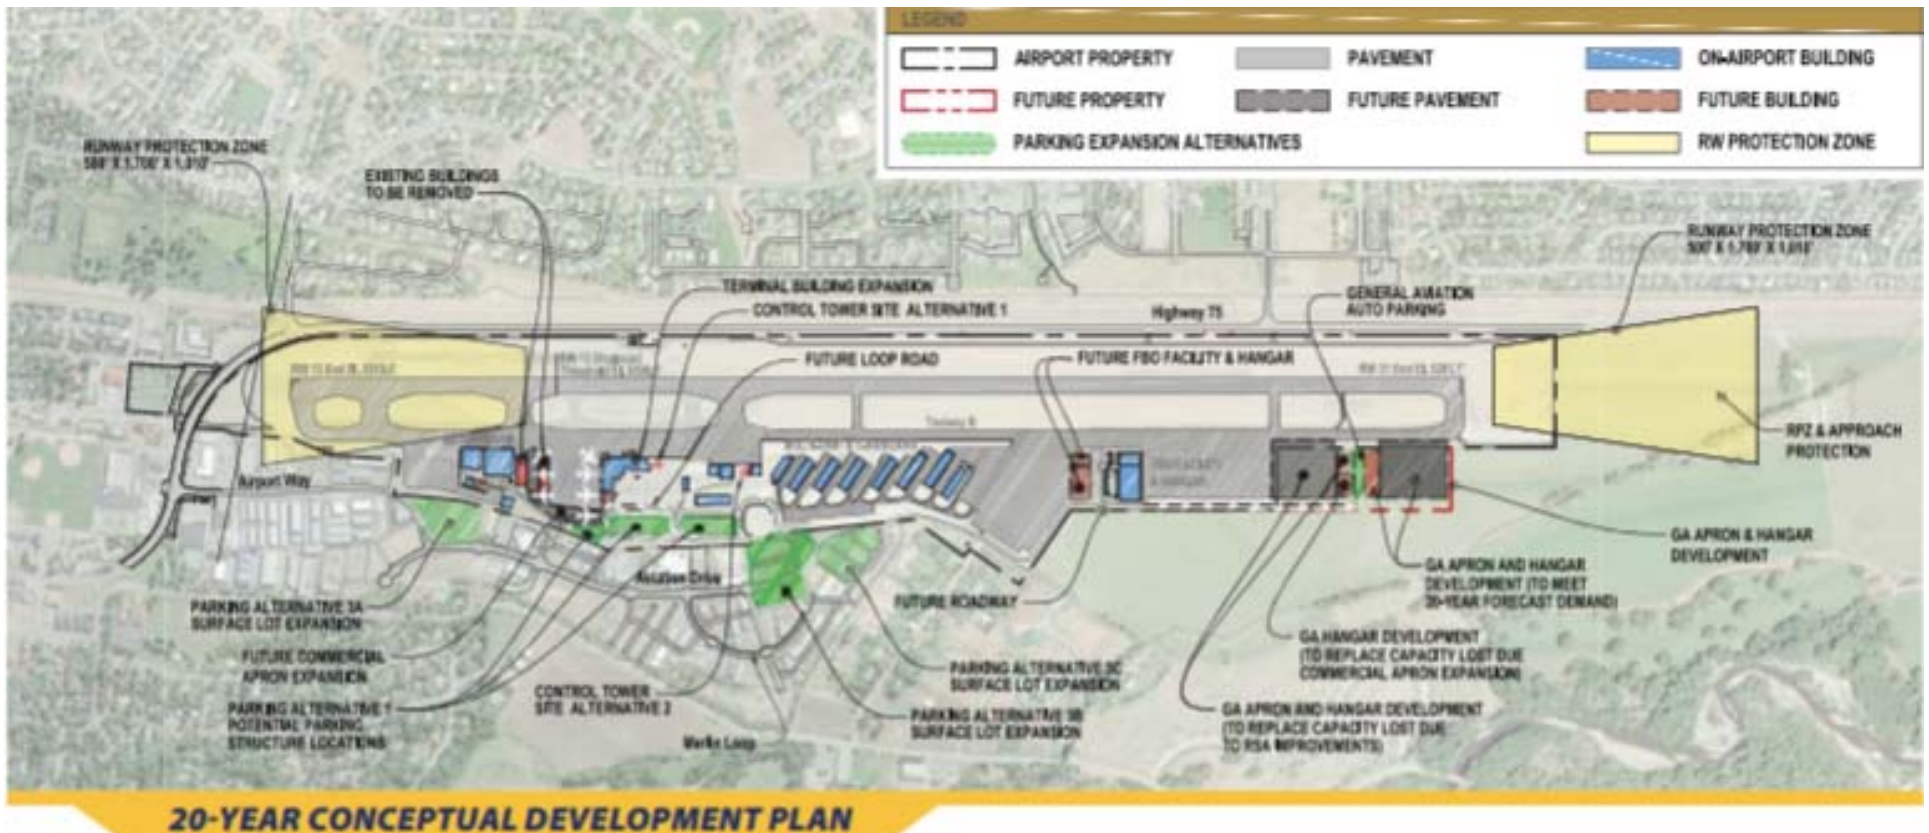 LEGEND
AIRPORT PROPERTY
PAVEMENT
ON-AIRPORT BUILDING
FUTURE PROPERTY
FUTURE PAVEMENT
FUTURE BUILDING
PARKING EXPANSION ALTERNATIVES
RW PROTECTION ZONE
RUNWAY PROTECTION ZONE
EXISTING BUILDINGS
TO BE REMOVED
RUNWAY PROTECTION ZONE
TERMINAL BUILDING EXPANSION
CONTROL TOWER SITE ALTERNATIVE 1
GENERAL AVIATION
AUTO PARKING
Highway 75
FUTURE LOOP ROAD
FUTURE FBO FACILITY & HANGAR
RPZ & APPROACH
PROTECTION
Airport Way
GA APRON & HANGAR
DEVELOPMENT
Aviation Drive
FUTURE ROADWAY
GA APRON AND HANGAR
DEVELOPMENT (TO MEET
20-YEAR FORECAST DEMAND)
PARKING ALTERNATIVE 3A
SURFACE LOT EXPANSION
GA HANGAR DEVELOPMENT
(TO REPLACE CAPACITY LOST DUE
COMMERCIAL APRON EXPANSION)
FUTURE COMMERCIAL
APRON EXPANSION
PARKING ALTERNATIVE 3C
SURFACE LOT EXPANSION
CONTROL TOWER
SITE ALTERNATIVE 2
PARKING ALTERNATIVE 1
POTENTIAL PARKING
STRUCTURE LOCATIONS
PARKING ALTERNATIVE 3B
SURFACE LOT EXPANSION
GA APRON AND HANGAR DEVELOPMENT
(TO REPLACE CAPACITY LOST DUE
TO RSA IMPROVEMENTS)
Merlin Loop
20-YEAR CONCEPTUAL DEVELOPMENT PLAN